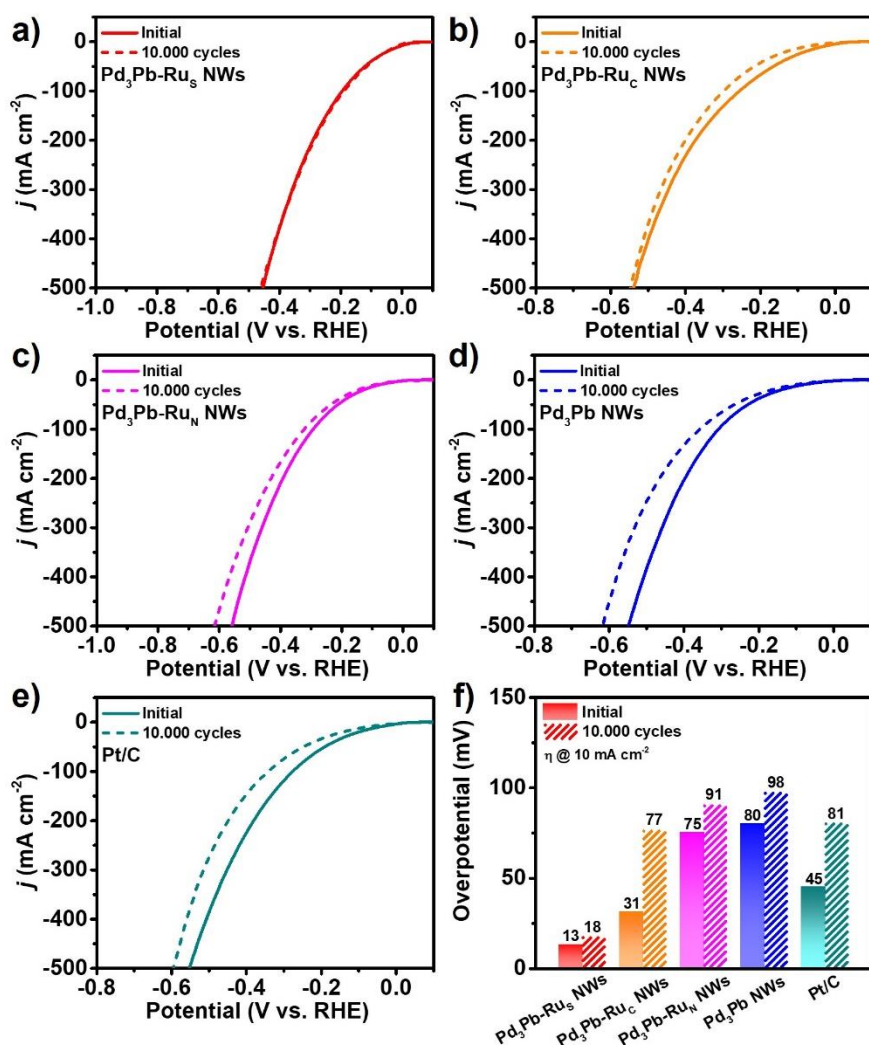 a)
Initial
10.000 cycles
Pd₃Pb-Ru_S NWs
0
-100
-200
-300
-400
-500
j (mA cm⁻²)
-1.0 -0.8 -0.6 -0.4 -0.2 0.0
Potential (V vs. RHE)
b)
Initial
10.000 cycles
Pd₃Pb-Ru_C NWs
0
-100
-200
-300
-400
-500
j (mA cm⁻²)
-0.8 -0.6 -0.4 -0.2 0.0
Potential (V vs. RHE)
c)
Initial
10.000 cycles
Pd₃Pb-Ru_N NWs
0
-100
-200
-300
-400
-500
j (mA cm⁻²)
-1.0 -0.8 -0.6 -0.4 -0.2 0.0
Potential (V vs. RHE)
d)
Initial
10.000 cycles
Pd₃Pb NWs
0
-100
-200
-300
-400
-500
j (mA cm⁻²)
-0.8 -0.6 -0.4 -0.2 0.0
Potential (V vs. RHE)
e)
Initial
10.000 cycles
Pt/C
0
-100
-200
-300
-400
-500
j (mA cm⁻²)
-0.8 -0.6 -0.4 -0.2 0.0
Potential (V vs. RHE)
f)
Initial
10.000 cycles
η @ 10 mA cm⁻²
150
100
50
0
Overpotential (mV)
13 18 31 77 75 91 80 98 45 81
Pd₃Pb-Ru_S NWs
Pd₃Pb-Ru_C NWs
Pd₃Pb-Ru_N NWs
Pd₃Pb NWs
Pt/C